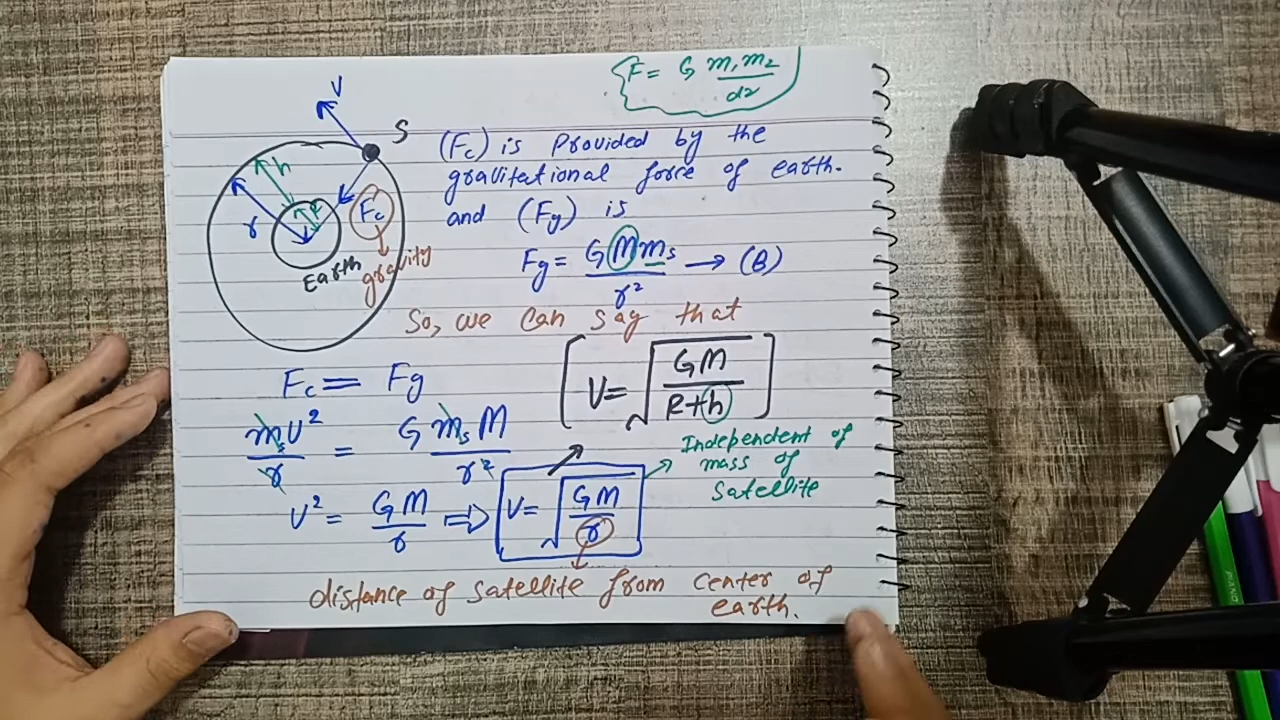 F = G m₁m₂
d²
V
S
(Fc) is provided by the
gravitational force of earth.
and (Fg) is
h
r
R
Fc
Earth
gravity
Fg = G M ms → (B)
r²
So, we can say that
Fc = Fg
V = √ GM
R+h
msv² = G ms M
r r²
Independent of
mass of
Satellite
v² = GM ⇒ V = √ GM
r r
distance of satellite from center of
earth.
PIANO